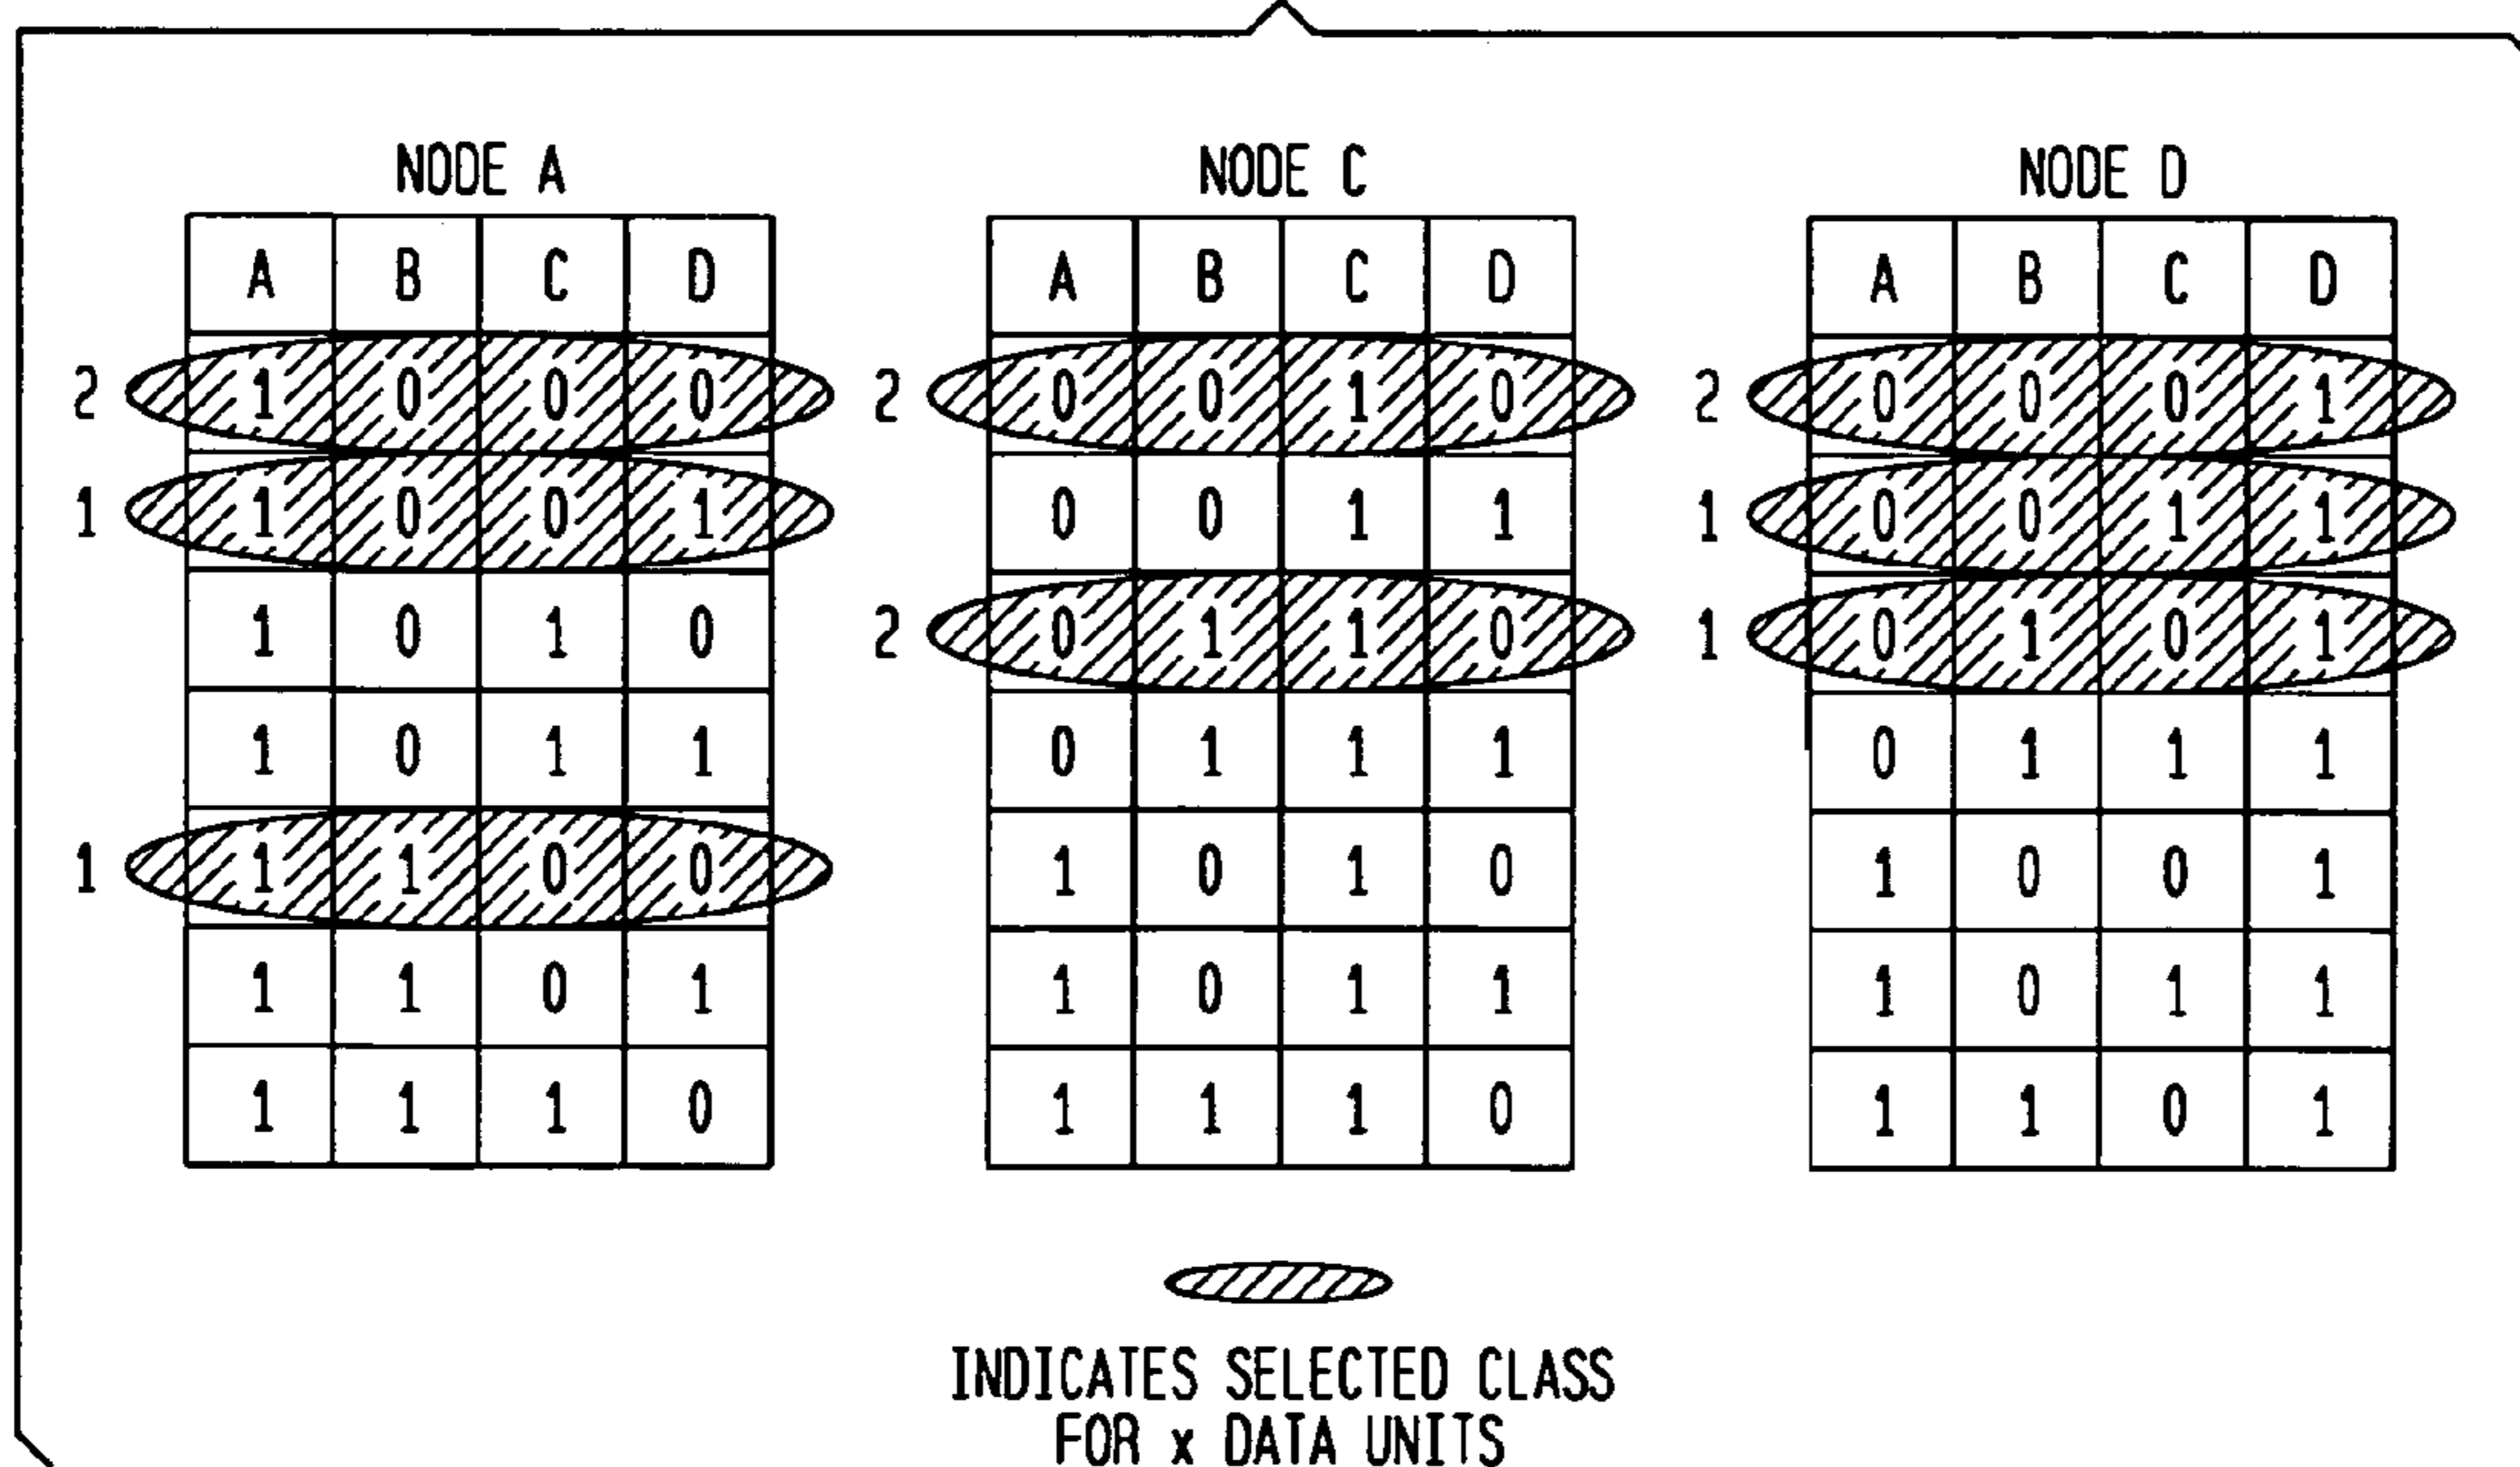 NODE A NODE C NODE D
A B C D A B C D A B C D
2 1 0 0 0 2 0 0 1 0 2 0 0 0 1
1 1 0 0 1 0 0 1 1 1 0 0 1 1
1 0 1 0 2 0 1 1 0 1 0 1 0 1
1 0 1 1 0 1 1 1 0 1 1 1
1 1 1 0 0 1 0 1 0 1 0 0 1
1 1 0 1 1 0 1 1 1 0 1 1
1 1 1 0 1 1 1 0 1 1 0 1
INDICATES SELECTED CLASS
FOR x DATA UNITS